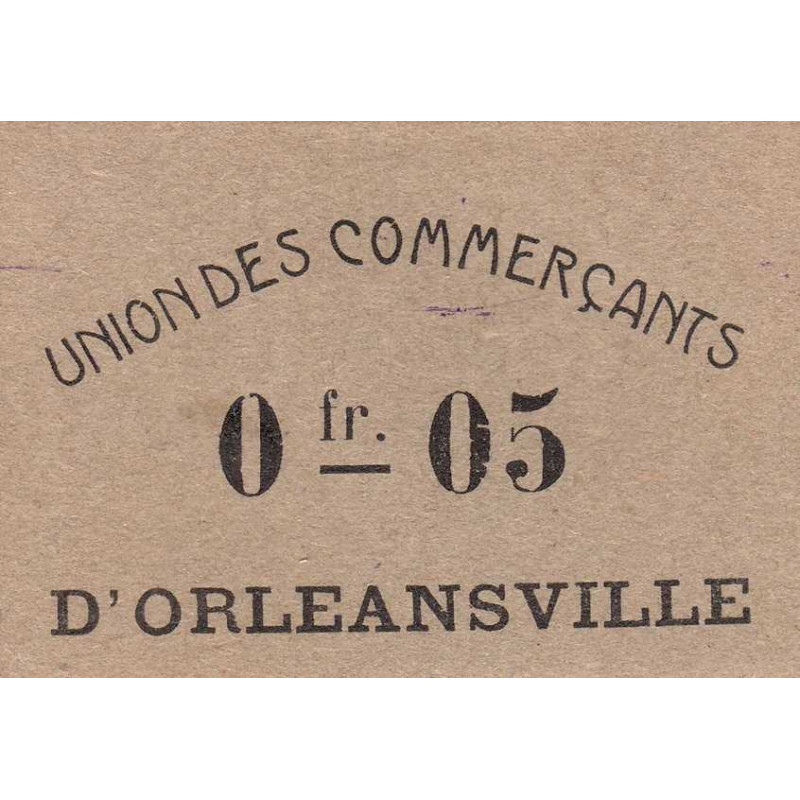 UNION DES COMMERÇANTS
0 fr. 05
D'ORLEANSVILLE